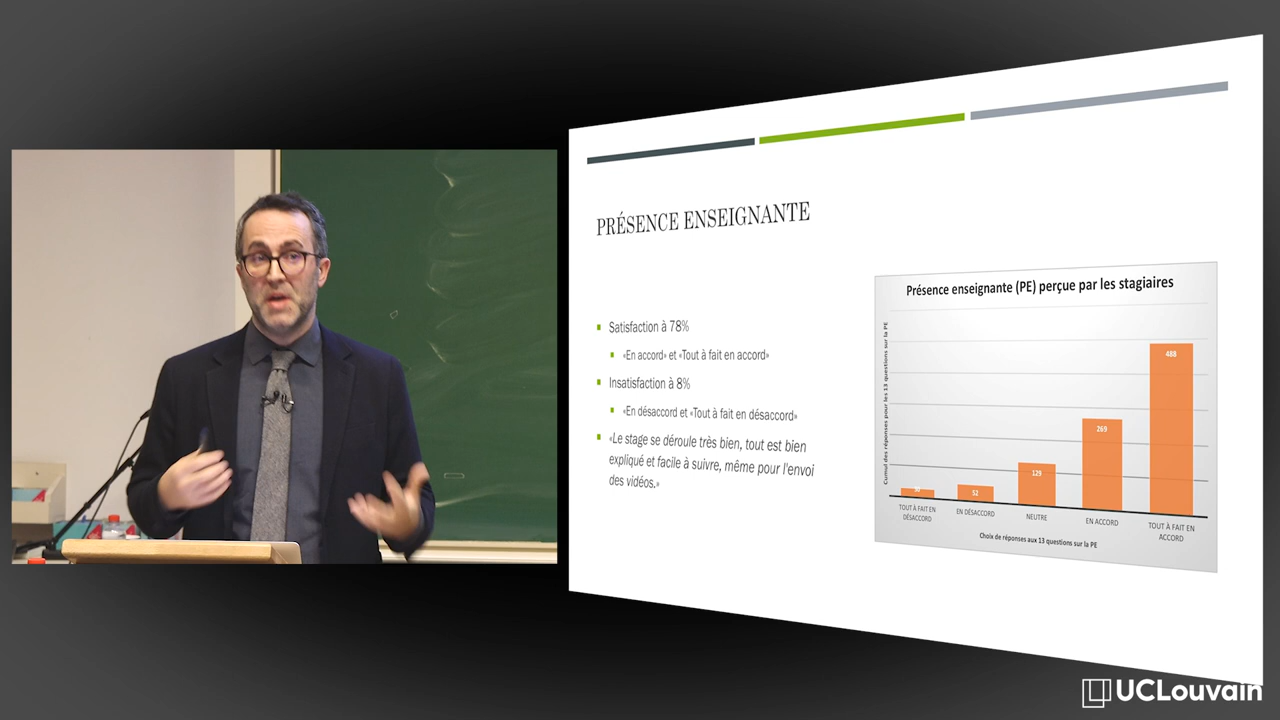 PRÉSENCE ENSEIGNANTE
Satisfaction à 78%
«En accord» et «Tout à fait en accord»
Insatisfaction à 8%
«En désaccord et «Tout à fait en désaccord»
«Le stage se déroule très bien, tout est bien
expliqué et facile à suivre, même pour l'envoi
des vidéos.»
Présence enseignante (PE) perçue par les stagiaires
Cumul des réponses pour les 13 questions sur la PE
52
129
269
488
TOUT À FAIT EN
DÉSACCORD
EN DÉSACCORD
NEUTRE
EN ACCORD
TOUT À FAIT EN
ACCORD
Choix de réponses aux 13 questions sur la PE
UCLouvain